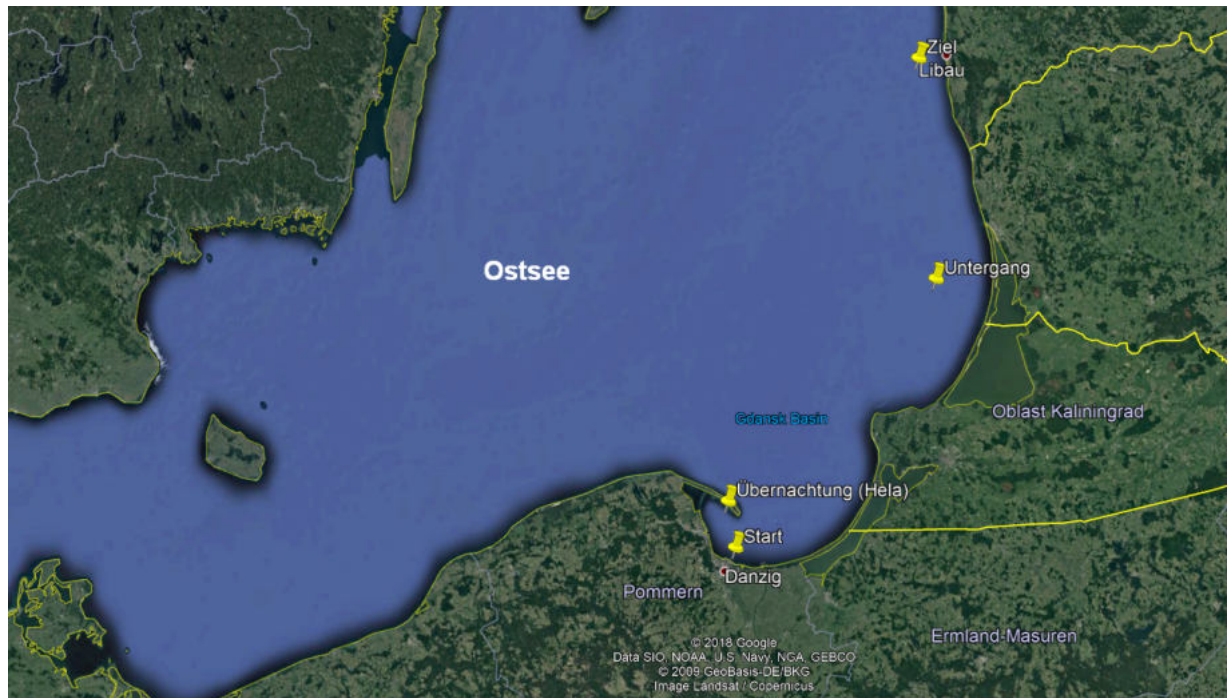 Ziel
Libau
Ostsee
Untergang
Gdansk Basin
Oblast Kaliningrad
Übernachtung (Hela)
Start
Danzig
Pommern
Ermland-Masuren
© 2018 Google
Data SIO, NOAA, U.S. Navy, NGA, GEBCO
© 2009 GeoBasis-DE/BKG
Image Landsat / Copernicus